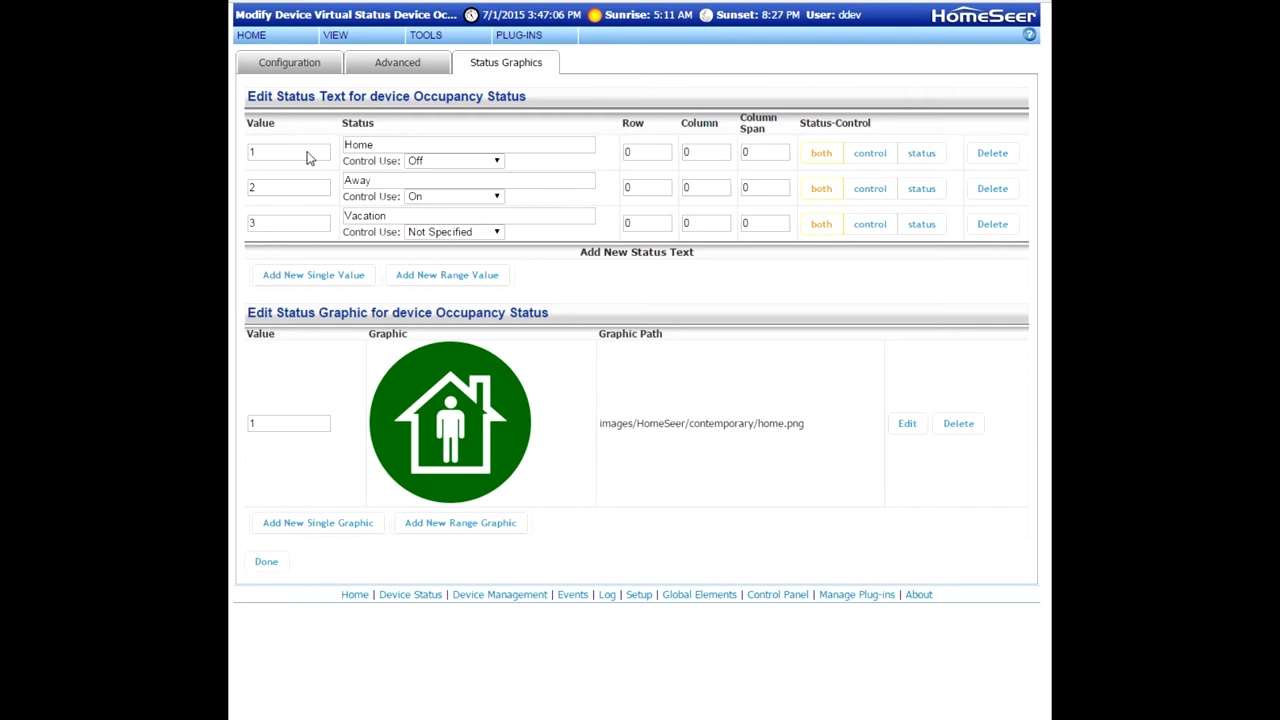 Modify Device Virtual Status Device Oc... 7/1/2015 3:47:06 PM Sunrise: 5:11 AM Sunset: 8:27 PM User: ddev HomeSeer
HOME VIEW TOOLS PLUG-INS ?
Configuration Advanced Status Graphics
Edit Status Text for device Occupancy Status
Value Status Row Column Column Span Status-Control
1 Home 0 0 0 both control status Delete
Control Use: Off
2 Away 0 0 0 both control status Delete
Control Use: On
3 Vacation 0 0 0 both control status Delete
Control Use: Not Specified
Add New Status Text
Add New Single Value Add New Range Value
Edit Status Graphic for device Occupancy Status
Value Graphic Graphic Path
1 images/HomeSeer/contemporary/home.png Edit Delete
Add New Single Graphic Add New Range Graphic
Done
Home | Device Status | Device Management | Events | Log | Setup | Global Elements | Control Panel | Manage Plug-ins | About